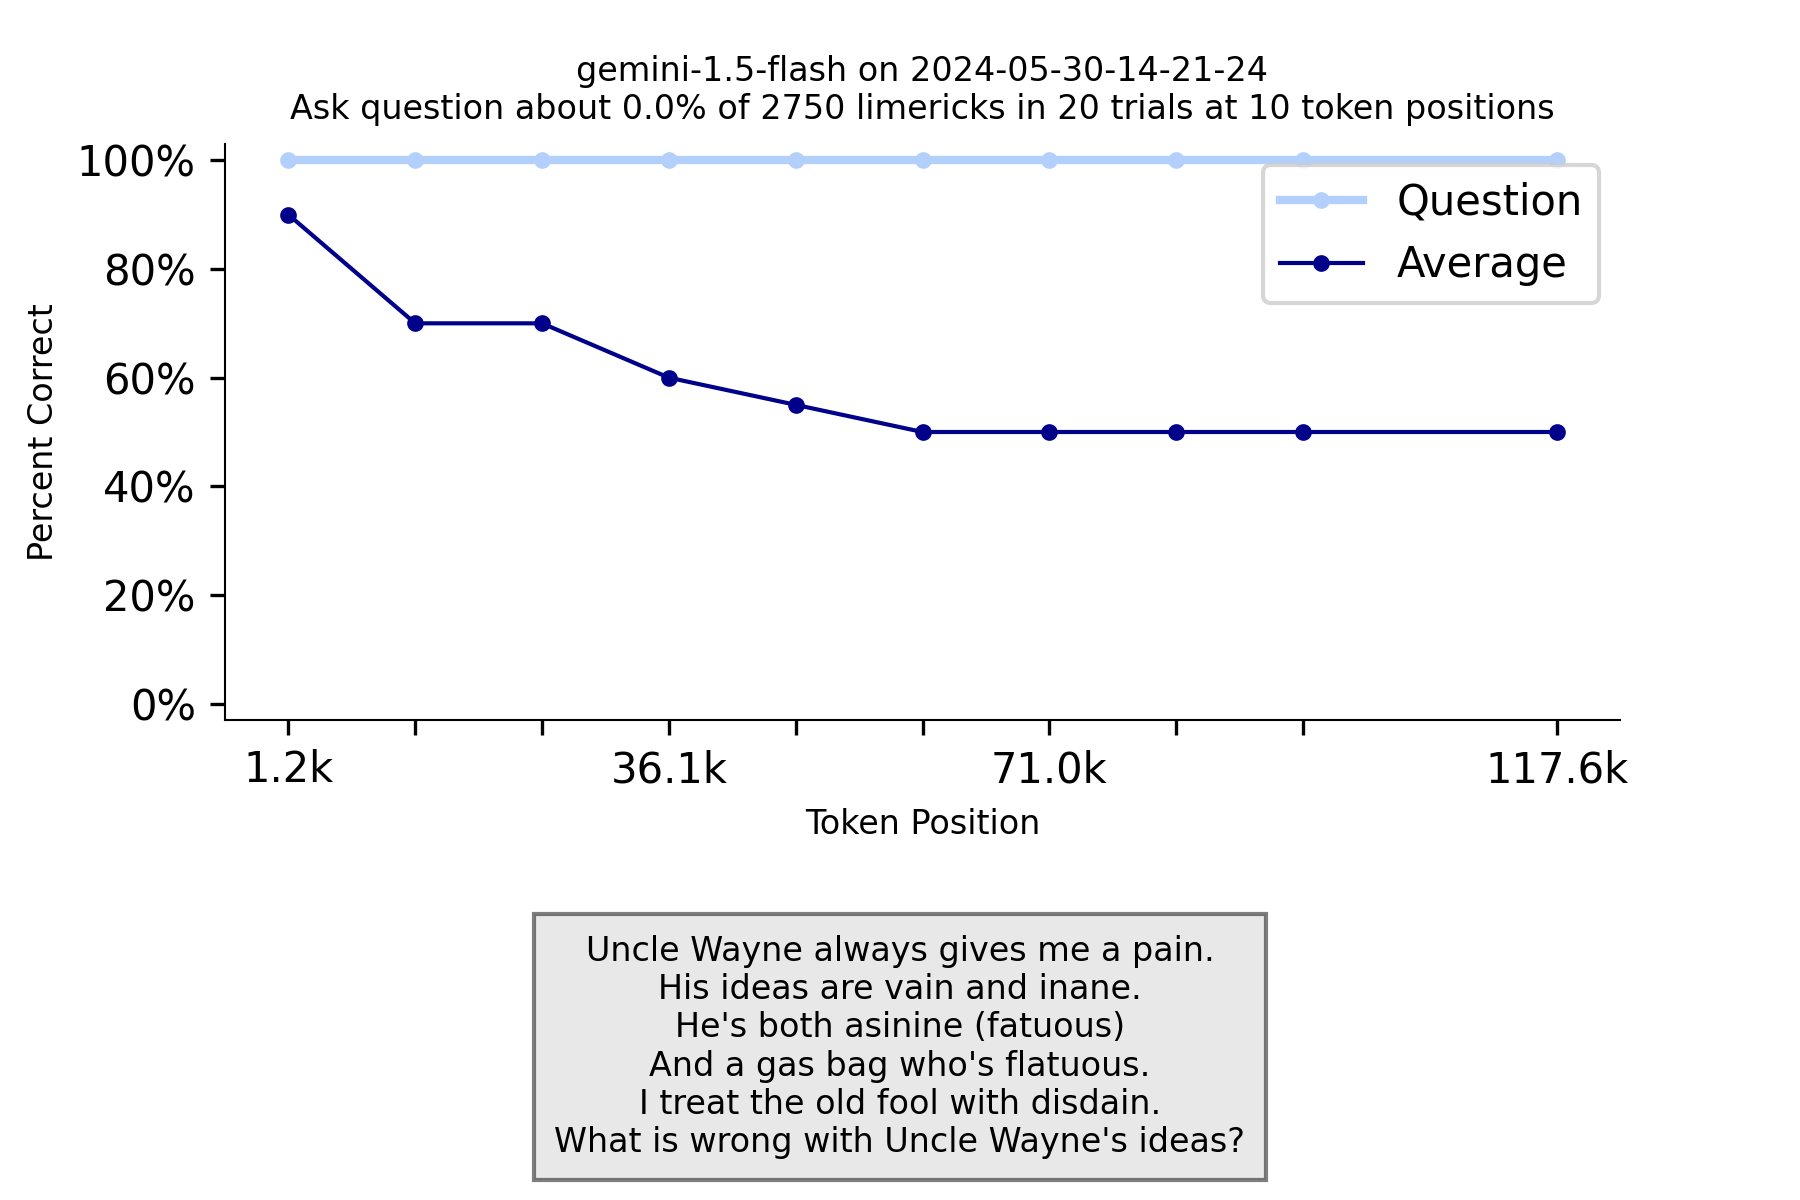 gemini-1.5-flash on 2024-05-30-14-21-24
Ask question about 0.0% of 2750 limericks in 20 trials at 10 token positions
100%
80%
60%
40%
20%
0%
Percent Correct
Question
Average
1.2k
36.1k
71.0k
117.6k
Token Position
Uncle Wayne always gives me a pain.
His ideas are vain and inane.
He's both asinine (fatuous)
And a gas bag who's flatuous.
I treat the old fool with disdain.
What is wrong with Uncle Wayne's ideas?